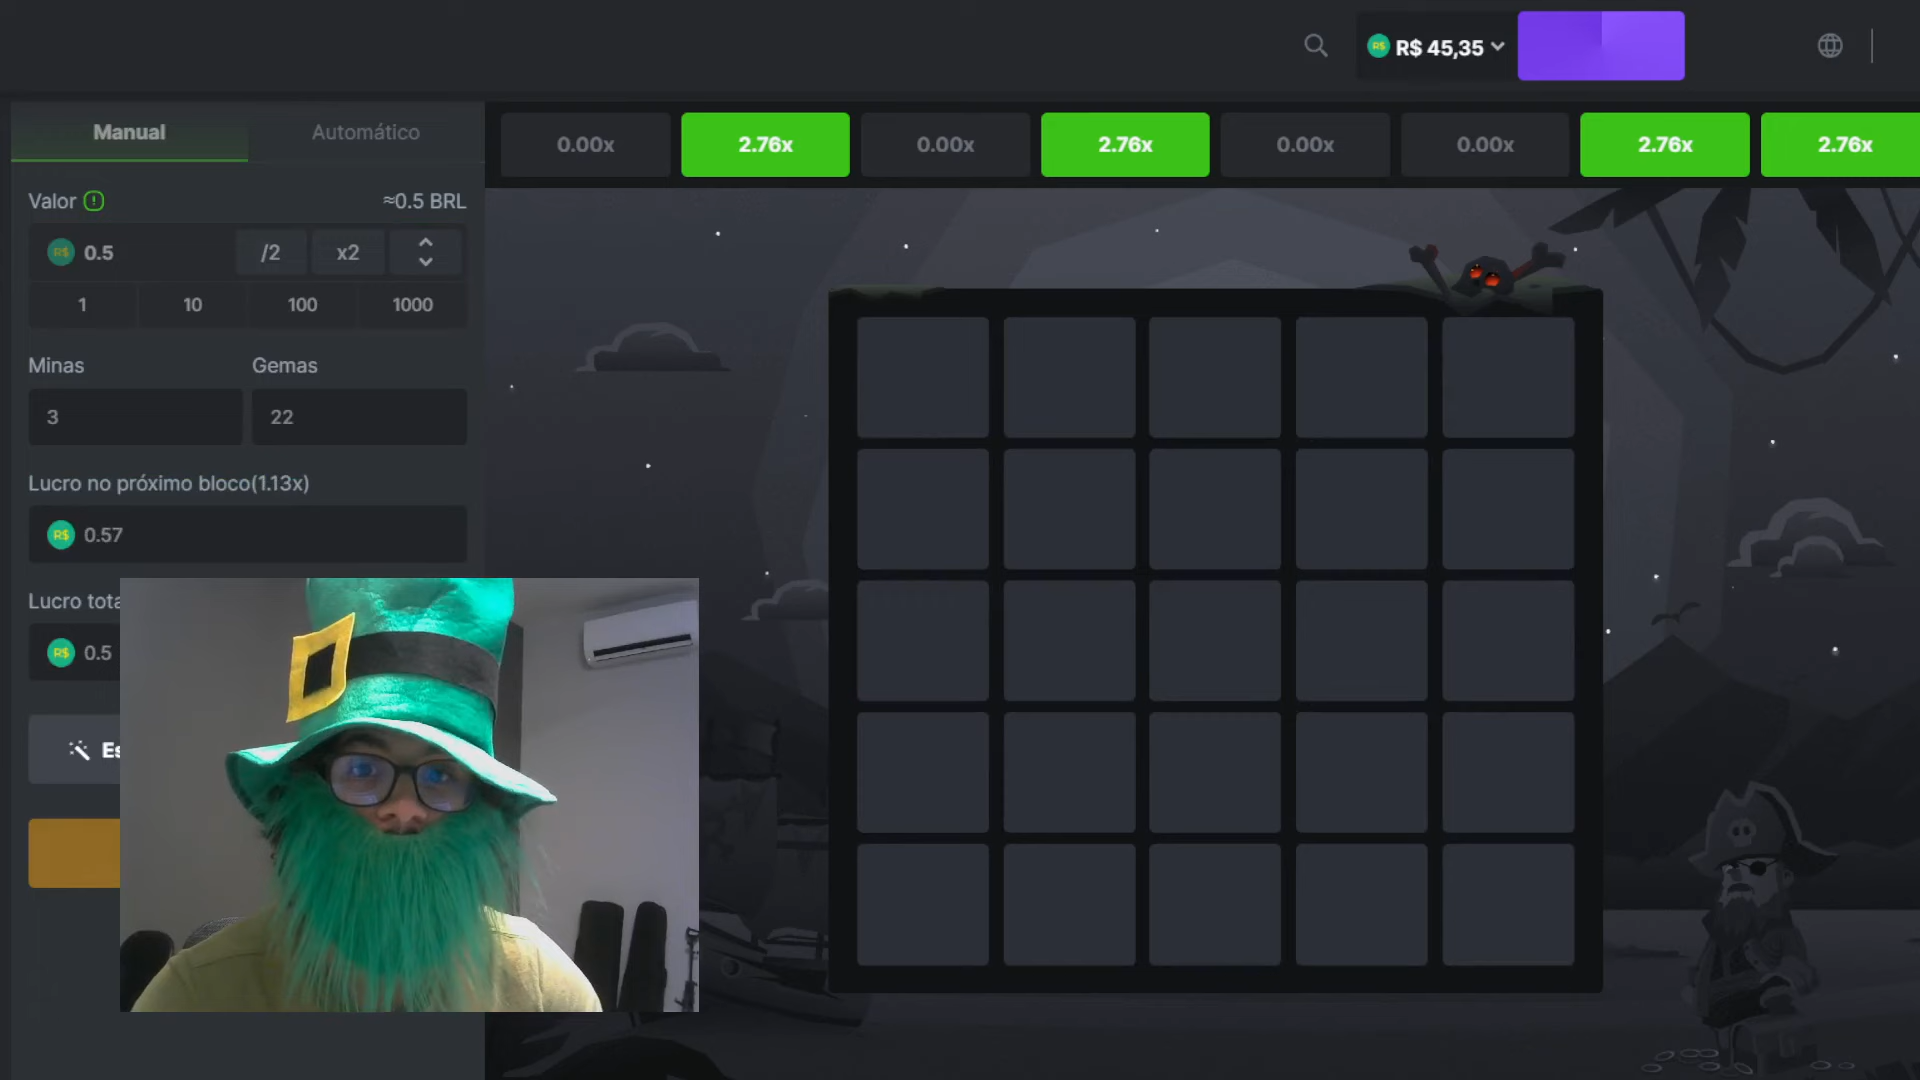 R$ R$ 45,35
Manual
Automático
0.00x
2.76x
0.00x
2.76x
0.00x
0.00x
2.76x
2.76x
Valor
≈0.5 BRL
R$ 0.5
/2
x2
1
10
100
1000
Minas
Gemas
3
22
Lucro no próximo bloco(1.13x)
R$ 0.57
Lucro
R$ 0.5